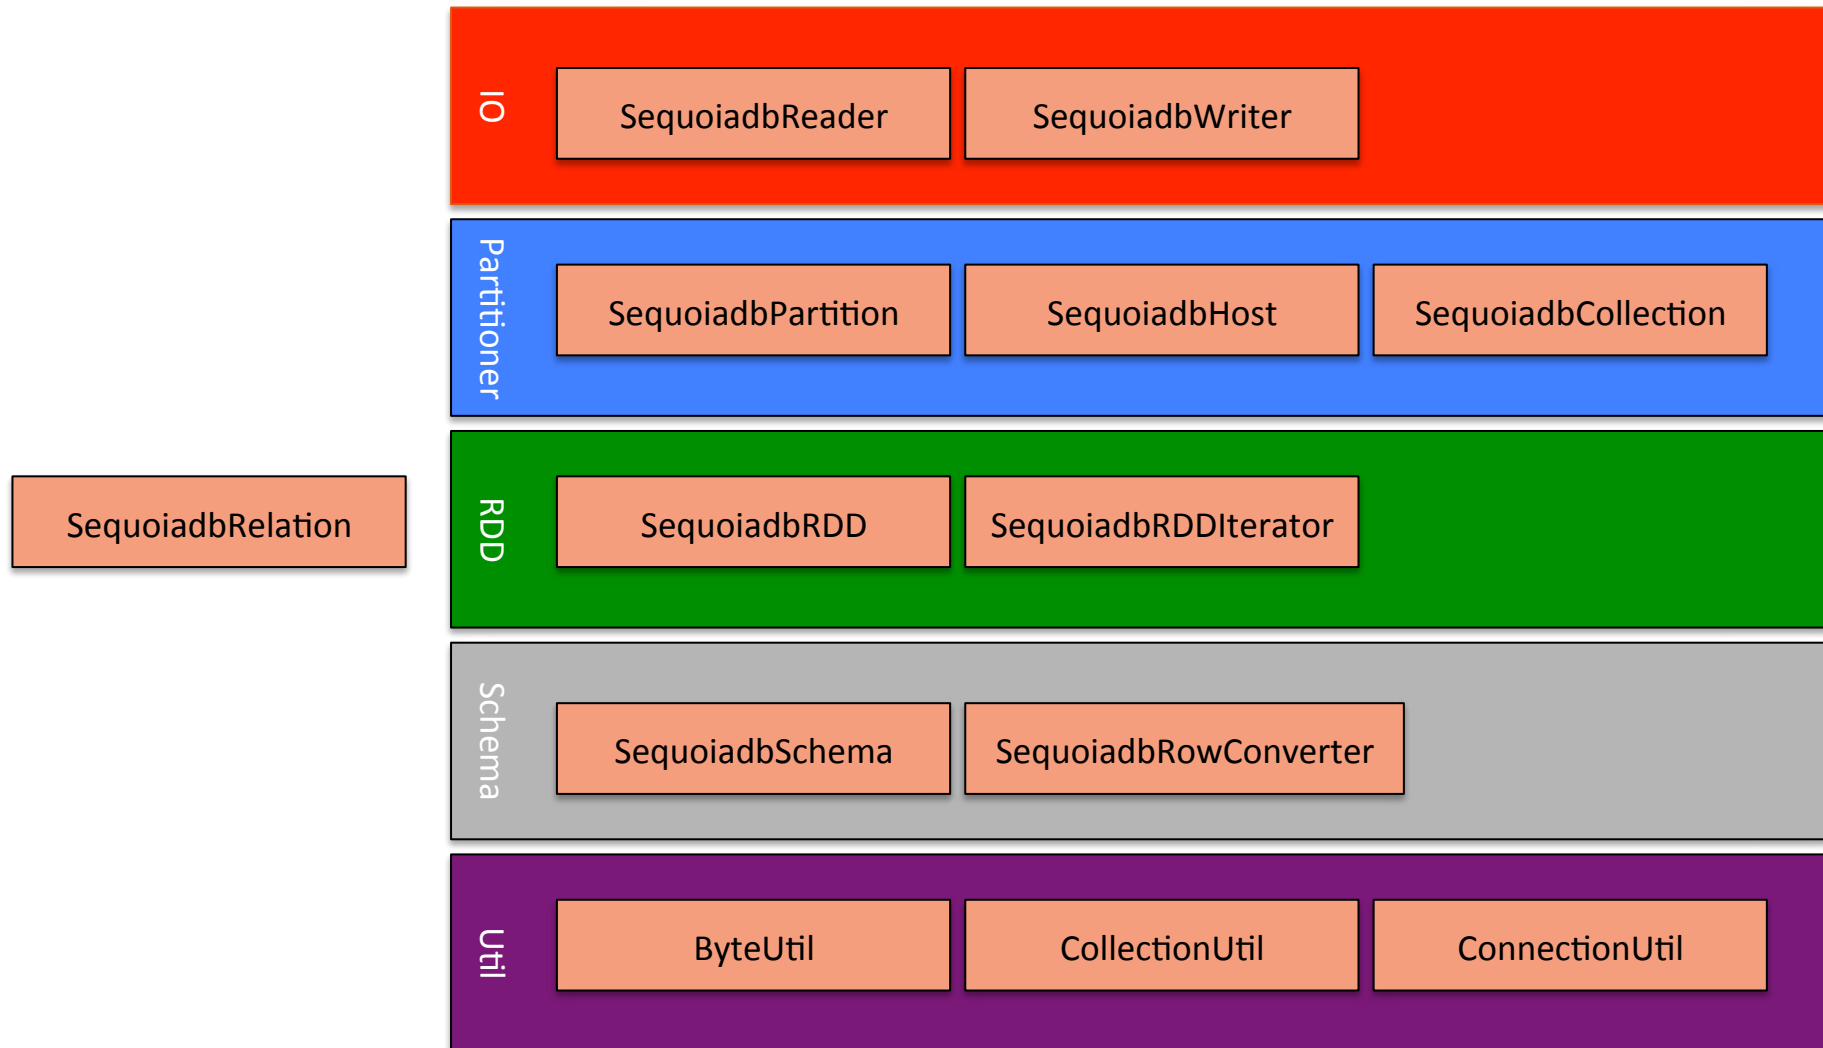 IO
SequoiadbReader
SequoiadbWriter
Partitioner
SequoiadbPartition
SequoiadbHost
SequoiadbCollection
SequoiadbRelation
RDD
SequoiadbRDD
SequoiadbRDDIterator
Schema
SequoiadbSchema
SequoiadbRowConverter
Util
ByteUtil
CollectionUtil
ConnectionUtil